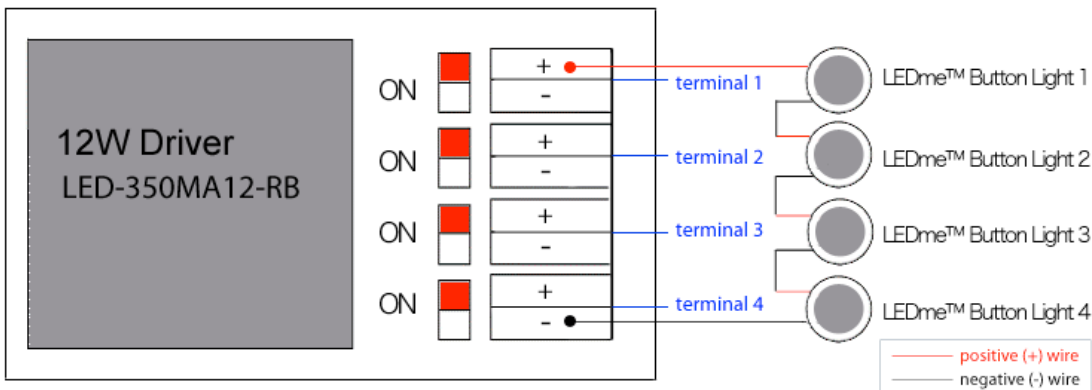 12W Driver
LED-350MA12-RB
ON
+
-
terminal 1
LEDme™ Button Light 1
ON
+
-
terminal 2
LEDme™ Button Light 2
ON
+
-
terminal 3
LEDme™ Button Light 3
ON
+
-
terminal 4
LEDme™ Button Light 4
positive (+) wire
negative (-) wire